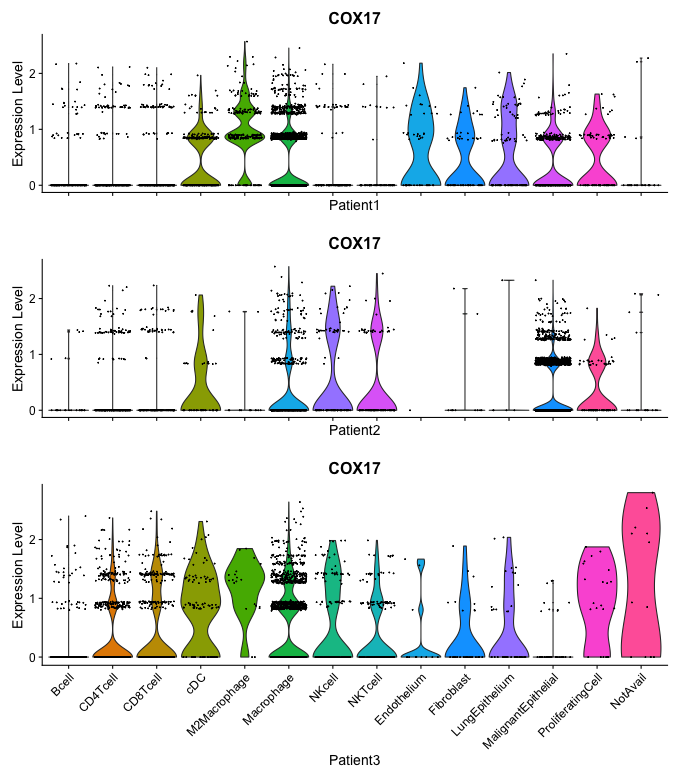 COX17
Expression Level
2
1
0
Patient1
COX17
Expression Level
2
1
0
Patient2
COX17
Expression Level
2
1
0
Bcell
CD4Tcell
CD8Tcell
cDC
M2Macrophage
Macrophage
NKcell
NKTcell
Endothelium
Fibroblast
LungEpithelium
MalignantEpithelial
ProliferatingCell
NotAvail
Patient3